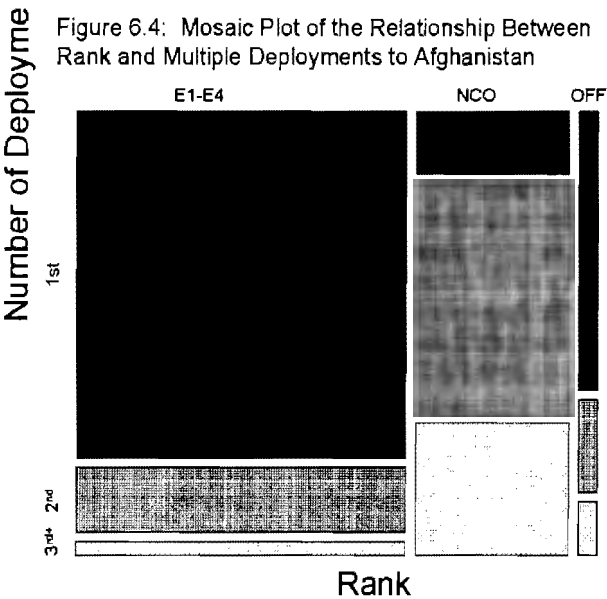 Figure 6.4: Mosaic Plot of the Relationship Between
Rank and Multiple Deployments to Afghanistan
Number of Deployme
E1-E4 NCO OFF
1st
2nd
3rd+
Rank